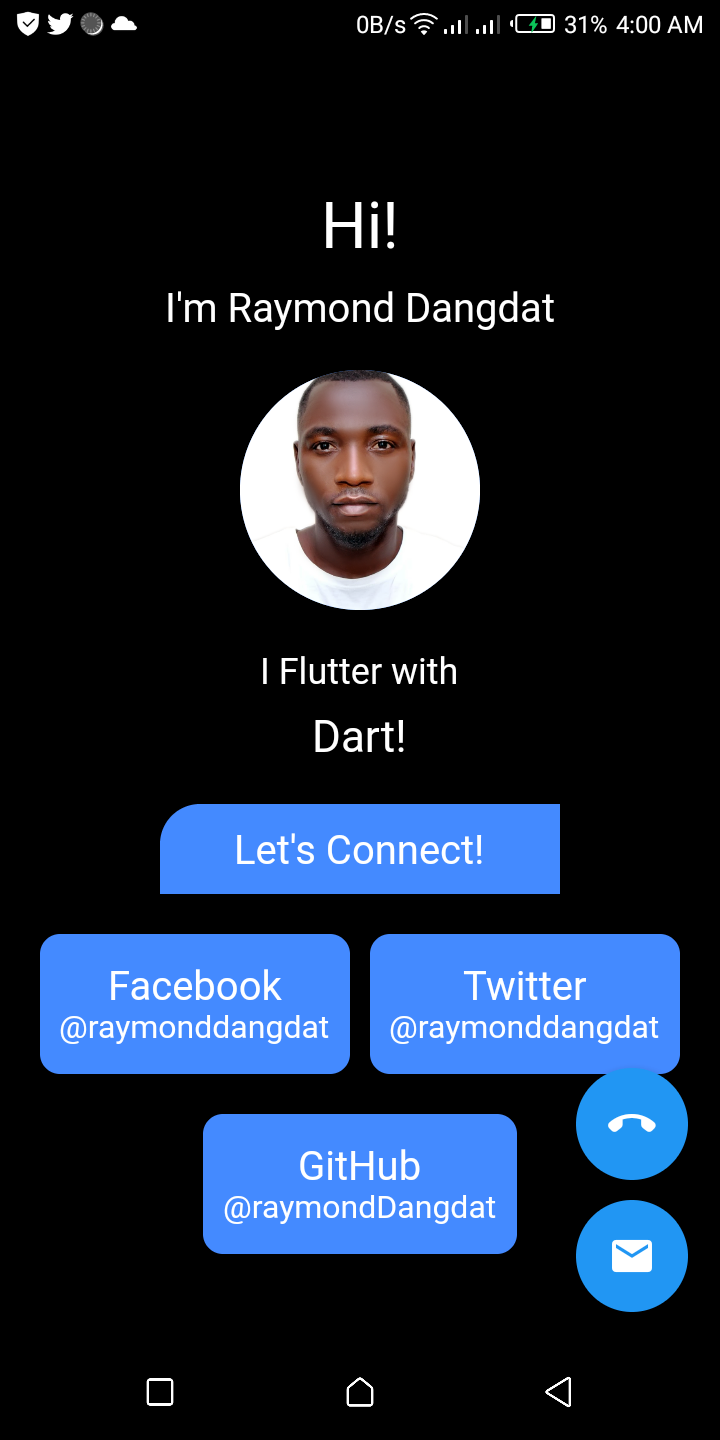 0B/s 31% 4:00 AM
Hi!
I'm Raymond Dangdat
I Flutter with
Dart!
Let's Connect!
Facebook
@raymonddangdat
Twitter
@raymonddangdat
GitHub
@raymondDangdat